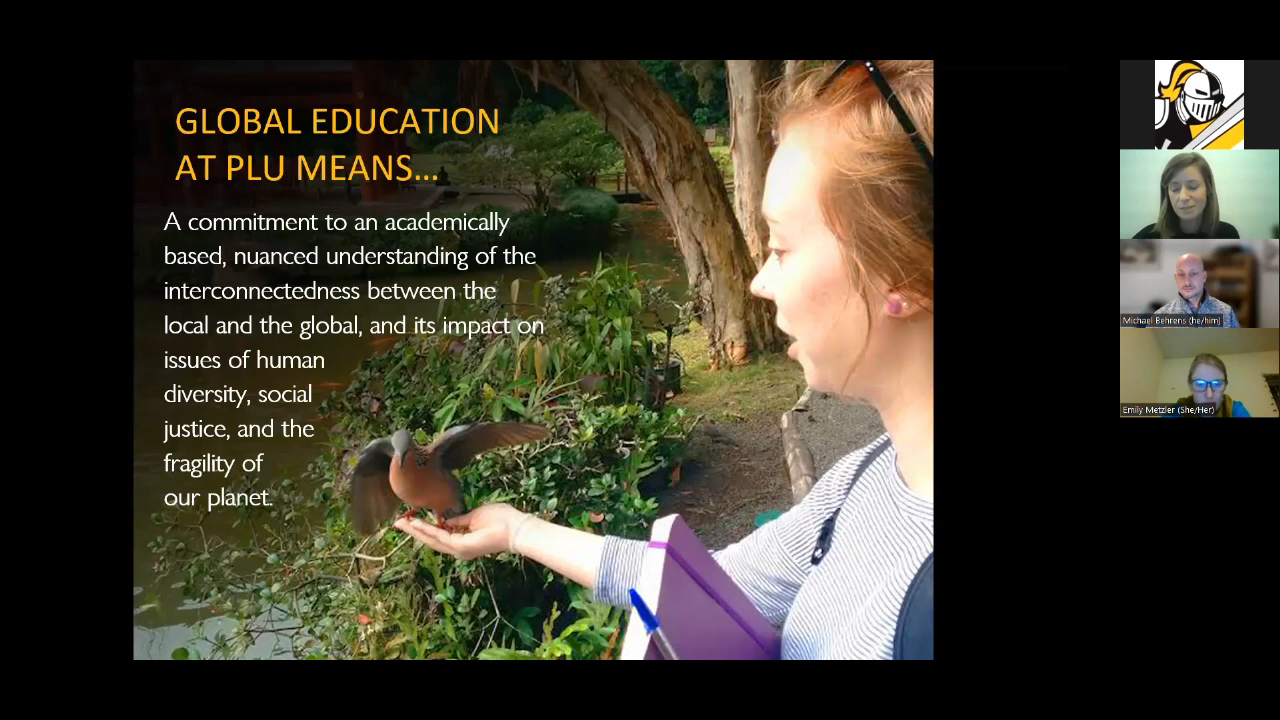 GLOBAL EDUCATION
AT PLU MEANS...
A commitment to an academically
based, nuanced understanding of the
interconnectedness between the
local and the global, and its impact on
issues of human
diversity, social
justice, and the
fragility of
our planet.
Michael Behrens (he/him)
Emily Metzler (She/Her)